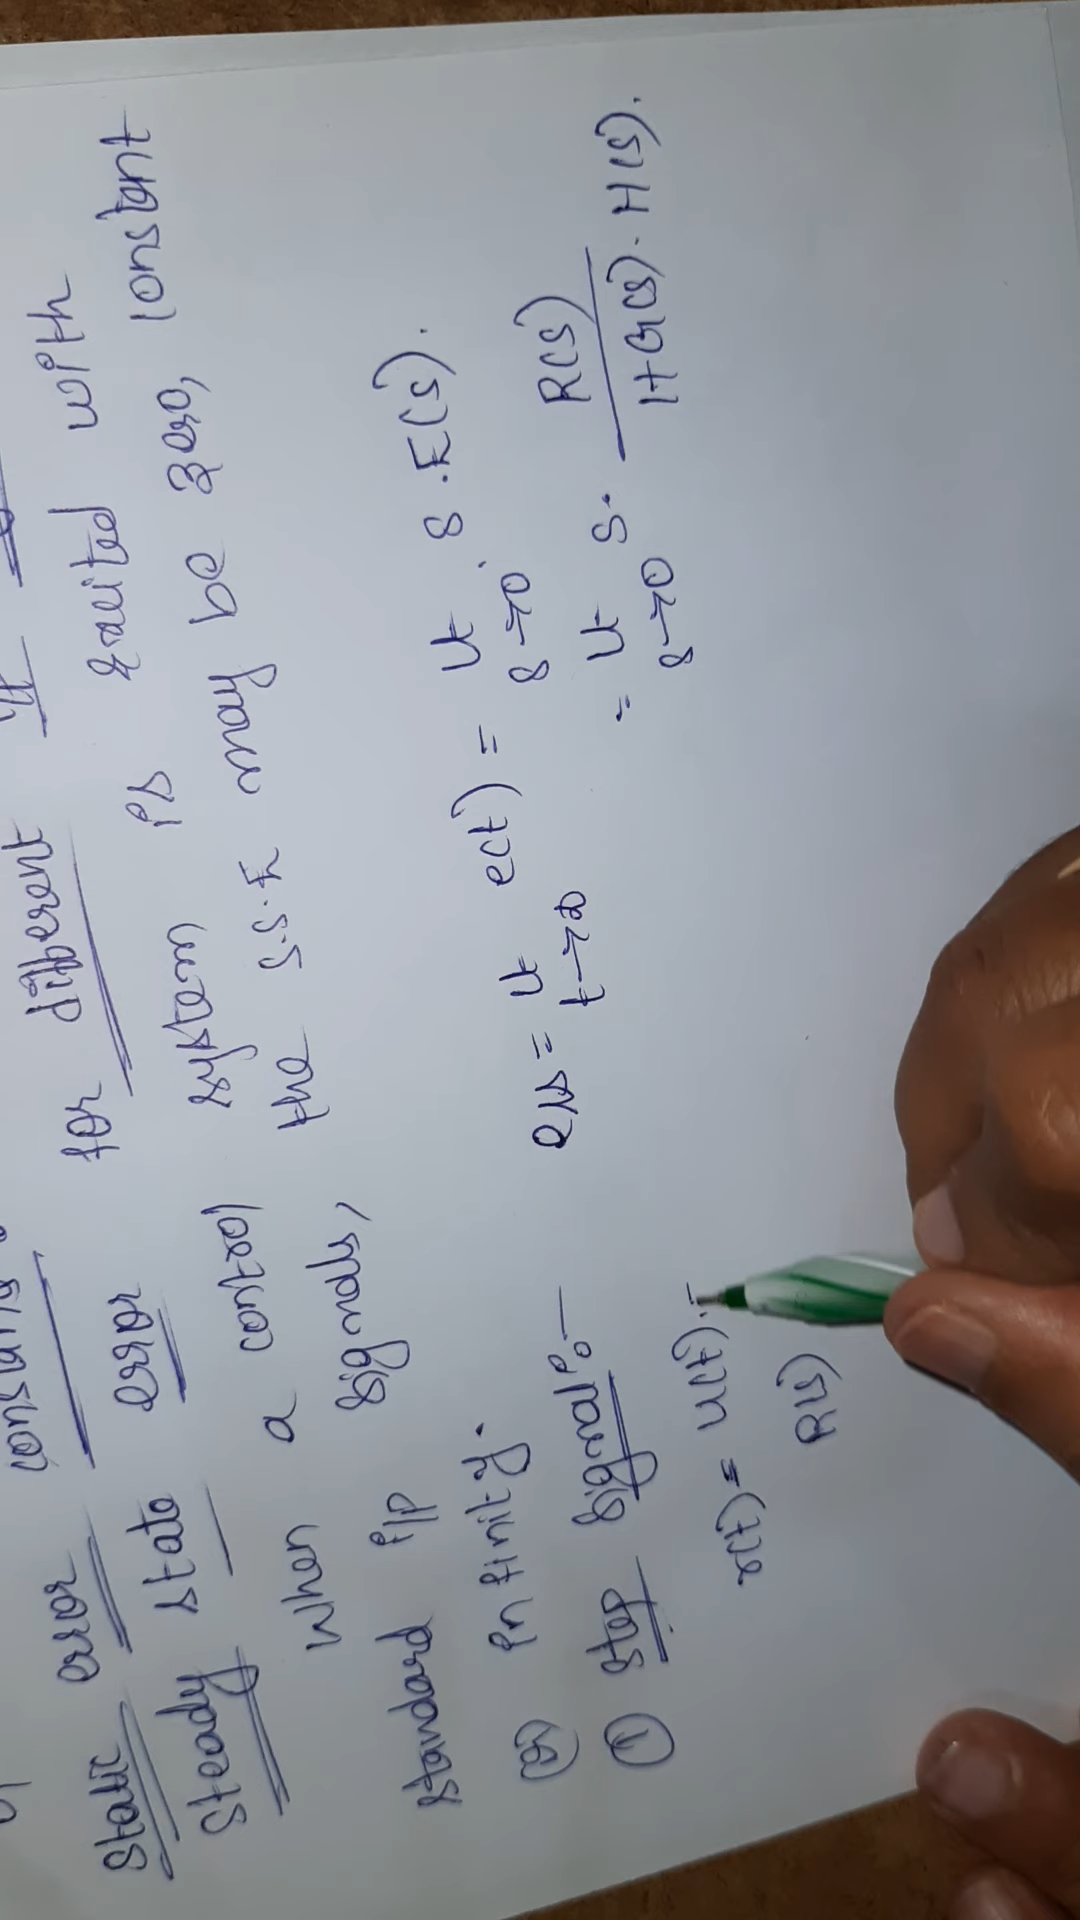 Static error constants
Steady state error for different
When a control system is excited with
standard i/p signals, the S.S.E may be zero, constant
(or) infinity.
ess = lt t→∞ e(t) = lt s→0 s.E(s).
① step signal:-
= lt s→0 s. R(s) / 1+G(s).H(s).
r(t) = u(t).
R(s)